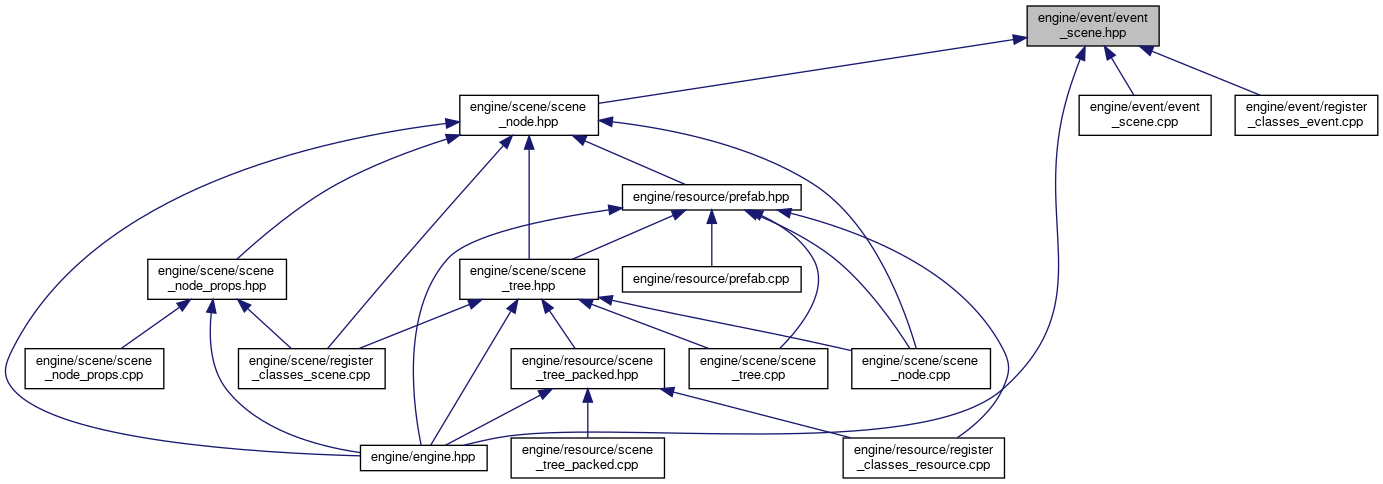 engine/event/event
_scene.hpp
engine/scene/scene
_node.hpp
engine/event/event
_scene.cpp
engine/event/register
_classes_event.cpp
engine/resource/prefab.hpp
engine/scene/scene
_node_props.hpp
engine/scene/scene
_tree.hpp
engine/resource/prefab.cpp
engine/scene/scene
_node_props.cpp
engine/scene/register
_classes_scene.cpp
engine/resource/scene
_tree_packed.hpp
engine/scene/scene
_tree.cpp
engine/scene/scene
_node.cpp
engine/engine.hpp
engine/resource/scene
_tree_packed.cpp
engine/resource/register
_classes_resource.cpp